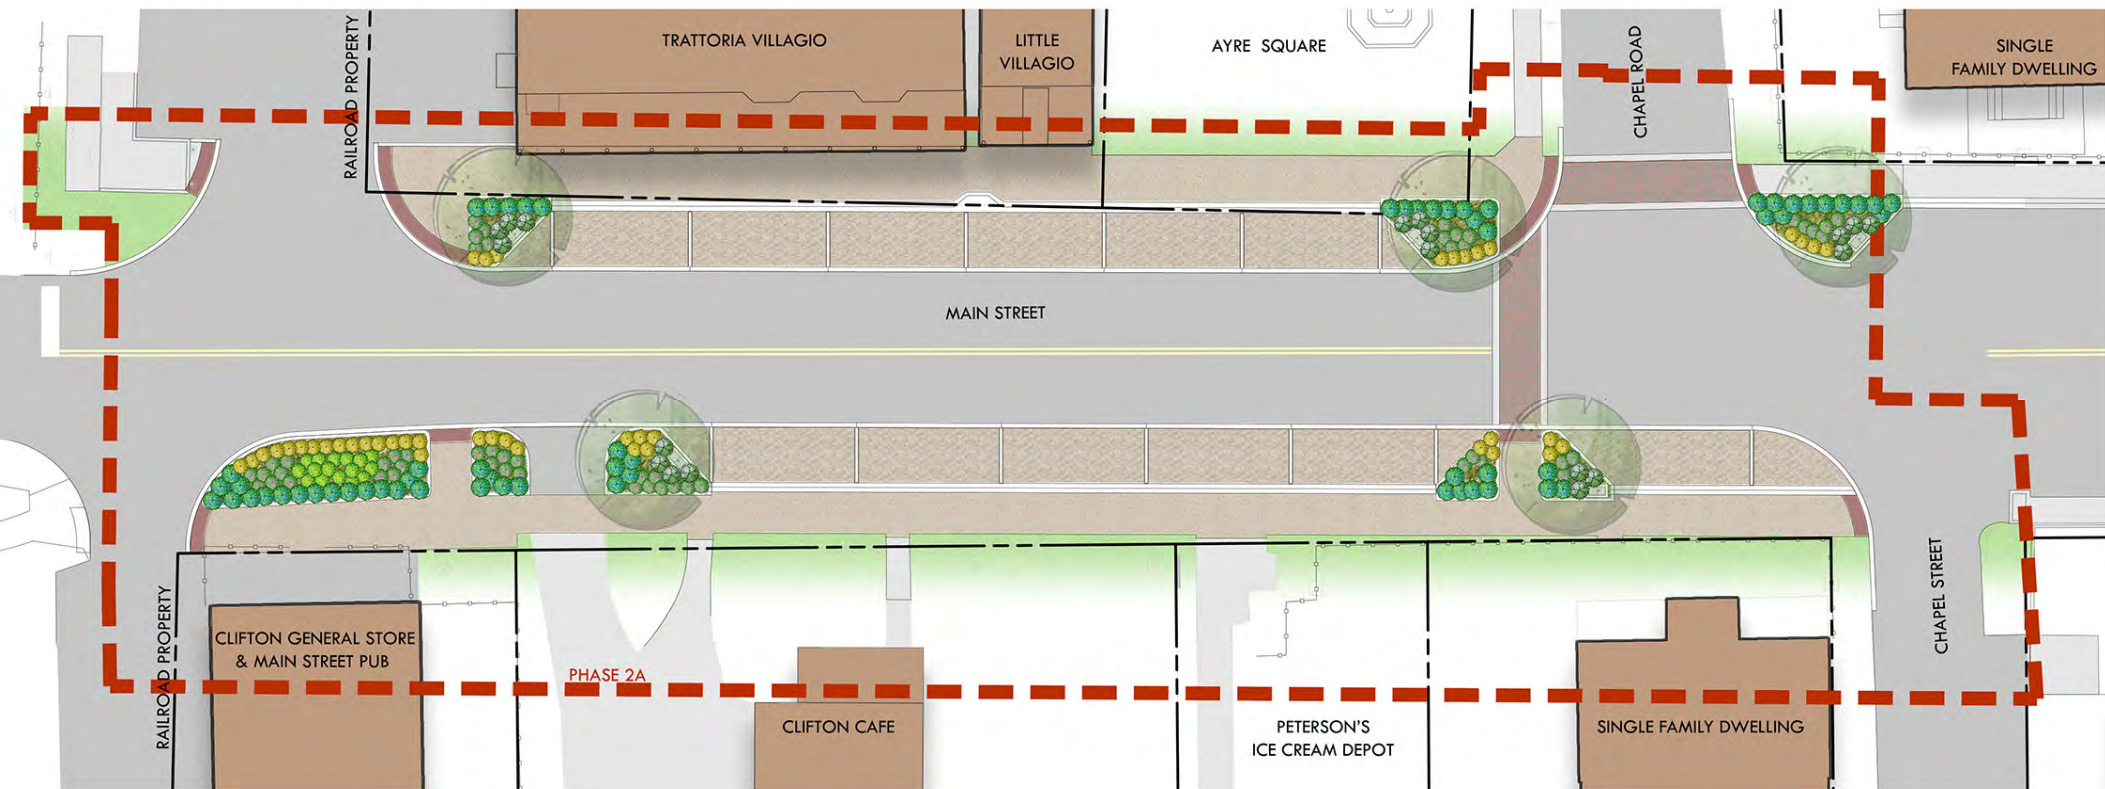 RAILROAD PROPERTY
TRATTORIA VILLAGIO
LITTLE
VILLAGIO
AYRE SQUARE
CHAPEL ROAD
SINGLE
FAMILY DWELLING
MAIN STREET
RAILROAD PROPERTY
CLIFTON GENERAL STORE
& MAIN STREET PUB
PHASE 2A
CLIFTON CAFE
PETERSON'S
ICE CREAM DEPOT
SINGLE FAMILY DWELLING
CHAPEL STREET